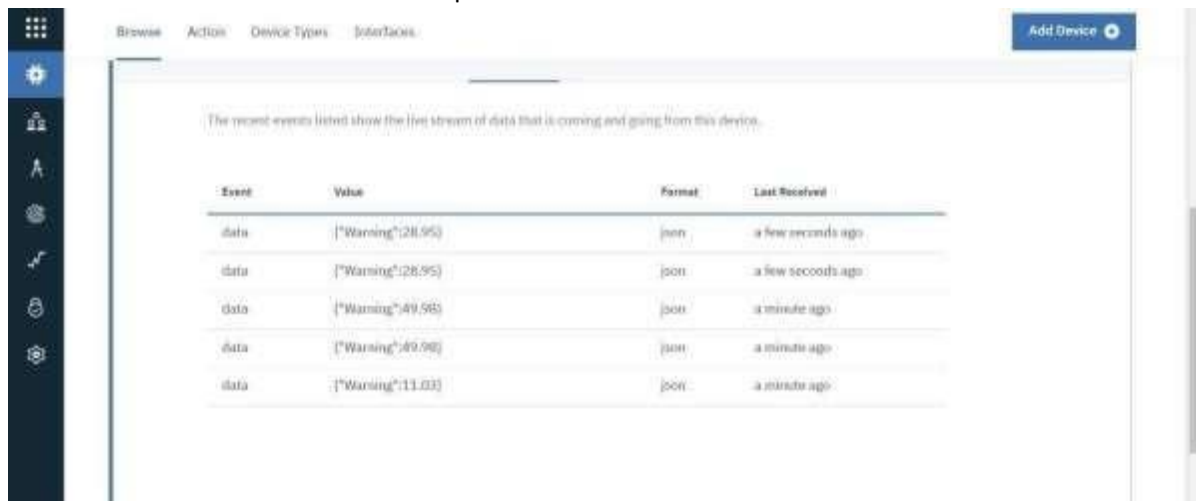 Browse Action Device Types Interfaces Add Device
The recent events listed show the live stream of data that is coming and going from this device.
Event Value Format Last Received
data {"Warning":28.95} json a few seconds ago
data {"Warning":28.95} json a few seconds ago
data {"Warning":49.98} json a minute ago
data {"Warning":49.98} json a minute ago
data {"Warning":11.03} json a minute ago